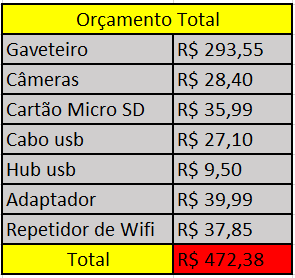 Orçamento Total
Gaveteiro R$ 293,55
Câmeras R$ 28,40
Cartão Micro SD R$ 35,99
Cabo usb R$ 27,10
Hub usb R$ 9,50
Adaptador R$ 39,99
Repetidor de Wifi R$ 37,85
Total R$ 472,38